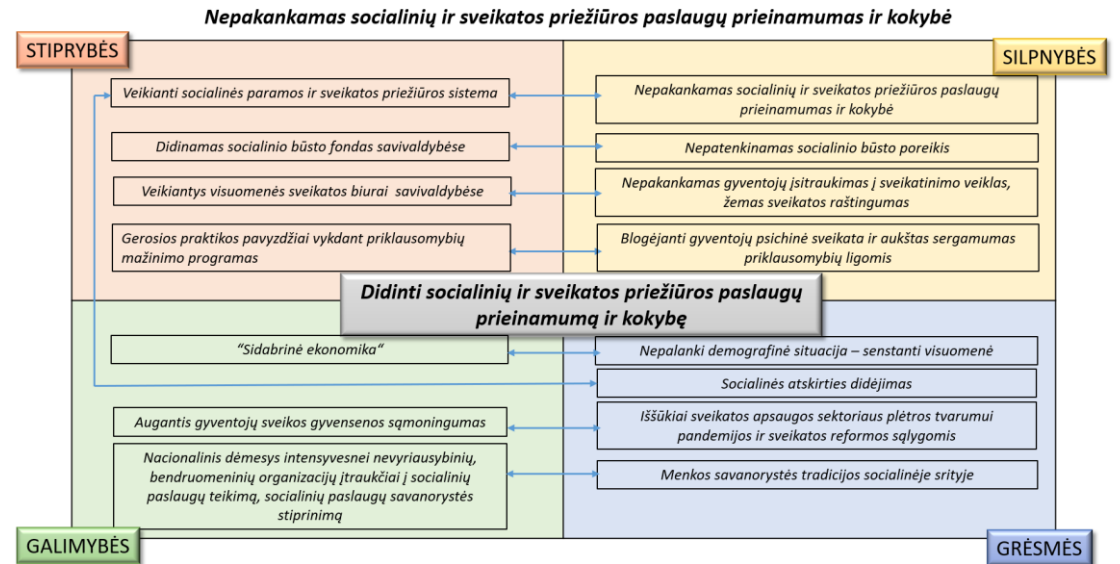 Nepakankamas socialinių ir sveikatos priežiūros paslaugų prieinamumas ir kokybė
STIPRYBĖS
SILPNYBĖS
Veikianti socialinės paramos ir sveikatos priežiūros sistema
Nepakankamas socialinių ir sveikatos priežiūros paslaugų
prieinamumas ir kokybė
Didinamas socialinio būsto fondas savivaldybėse
Nepatenkinamas socialinio būsto poreikis
Veikiantys visuomenės sveikatos biurai savivaldybėse
Nepakankamas gyventojų įsitraukimas į sveikatinimo veiklas,
žemas sveikatos raštingumas
Gerosios praktikos pavyzdžiai vykdant priklausomybių
mažinimo programas
Blogėjanti gyventojų psichinė sveikata ir aukštas sergamumas
priklausomybių ligomis
Didinti socialinių ir sveikatos priežiūros paslaugų
prieinamumą ir kokybę
"Sidabrinė ekonomika"
Nepalanki demografinė situacija – senstanti visuomenė
Socialinės atskirties didėjimas
Augantis gyventojų sveikos gyvensenos sąmoningumas
Iššūkiai sveikatos apsaugos sektoriaus plėtros tvarumui
pandemijos ir sveikatos reformos sąlygomis
Nacionalinis dėmesys intensyvesnei nevyriausybinių,
bendruomeninių organizacijų įtraukčiai į socialinių
paslaugų teikimą, socialinių paslaugų savanorystės
stiprinimą
Menkos savanorystės tradicijos socialinėje srityje
GALIMYBĖS
GRĖSMĖS